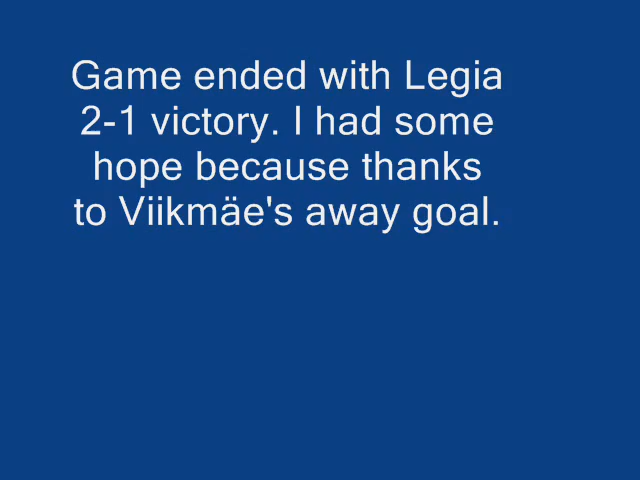 Game ended with Legia
2-1 victory. I had some
hope because thanks
to Viikmäe's away goal.